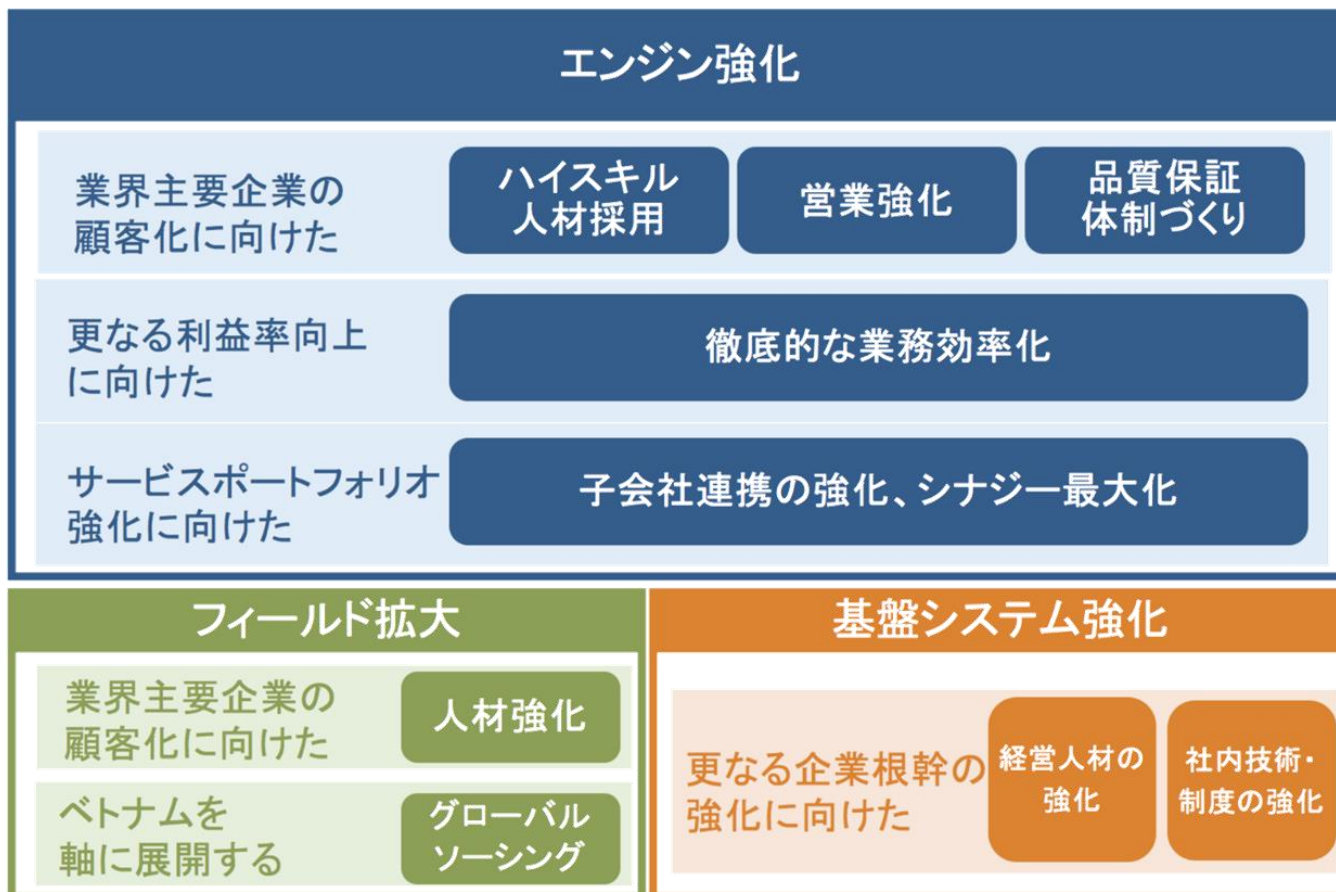 エンジン強化
業界主要企業の
顧客化に向けた
ハイスキル
人材採用
営業強化
品質保証
体制づくり
更なる利益率向上
に向けた
徹底的な業務効率化
サービスポートフォリオ
強化に向けた
子会社連携の強化、シナジー最大化
フィールド拡大
業界主要企業の
顧客化に向けた
人材強化
ベトナムを
軸に展開する
グローバル
ソーシング
基盤システム強化
更なる企業根幹の
強化に向けた
経営人材の
強化
社内技術・
制度の強化